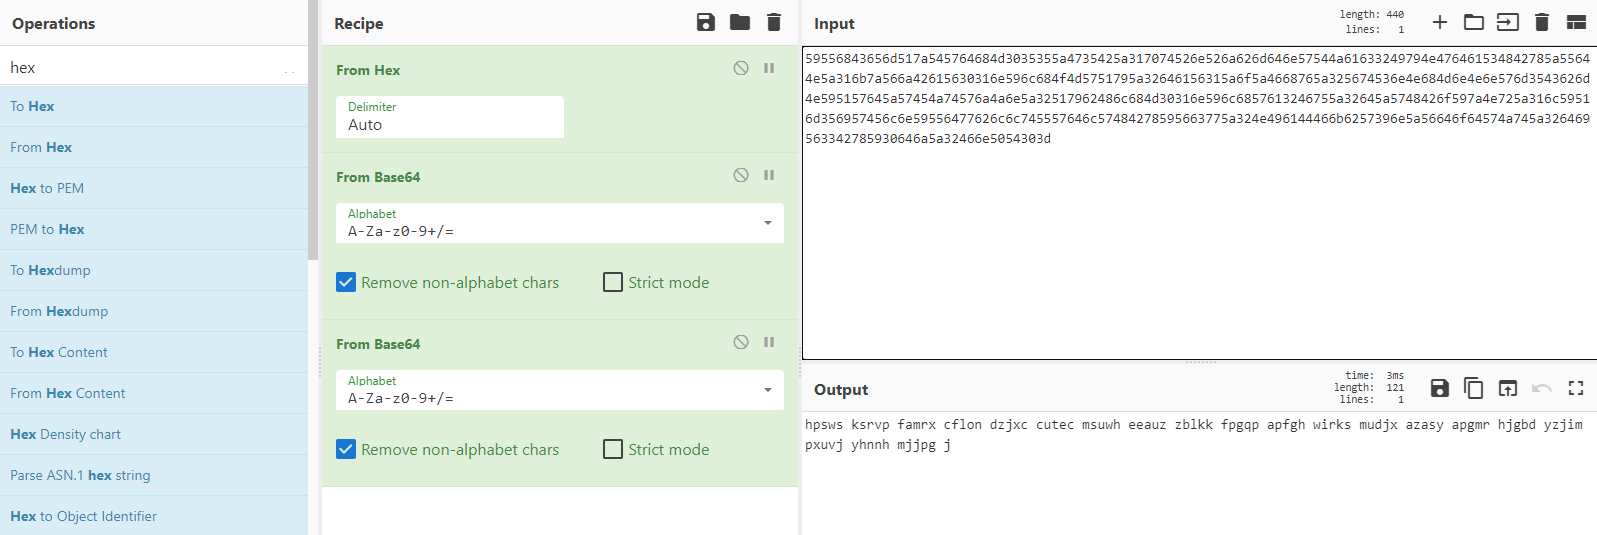 Operations
hex
To Hex
From Hex
Hex to PEM
PEM to Hex
To Hexdump
From Hexdump
To Hex Content
From Hex Content
Hex Density chart
Parse ASN.1 hex string
Hex to Object Identifier
Recipe
From Hex
Delimiter
Auto
From Base64
Alphabet
A-Za-z0-9+/=
Remove non-alphabet chars
Strict mode
From Base64
Alphabet
A-Za-z0-9+/=
Remove non-alphabet chars
Strict mode
Input
length: 440
lines: 1
59556843656d517a545764684d3035355a4735425a317074526e526a626d646e57544a61633249794e476461534842785a5564
4e5a316b7a566a42615630316e596c684f4d5751795a32646156315a6f5a4668765a325674536e4e684d6e4e6e576d3543626d
4e595157645a57454a74576a4a6e5a32517962486c684d30316e596c6857613246755a32645a5748426f597a4e725a316c5951
6d356957456c6e59556477626c6c745557646c57484278595663775a324e496144466b6257396e5a56646f64574a745a326469
563342785930646a5a32466e5054303d
Output
time: 3ms
length: 121
lines: 1
hpsws ksrvp famrx cflon dzjxc cutec msuwh eeauz zblkk fpgqp apfgh wirks mudjx azasy apgmr hjgbd yzjim
pxuvj yhnnh mjjpg j